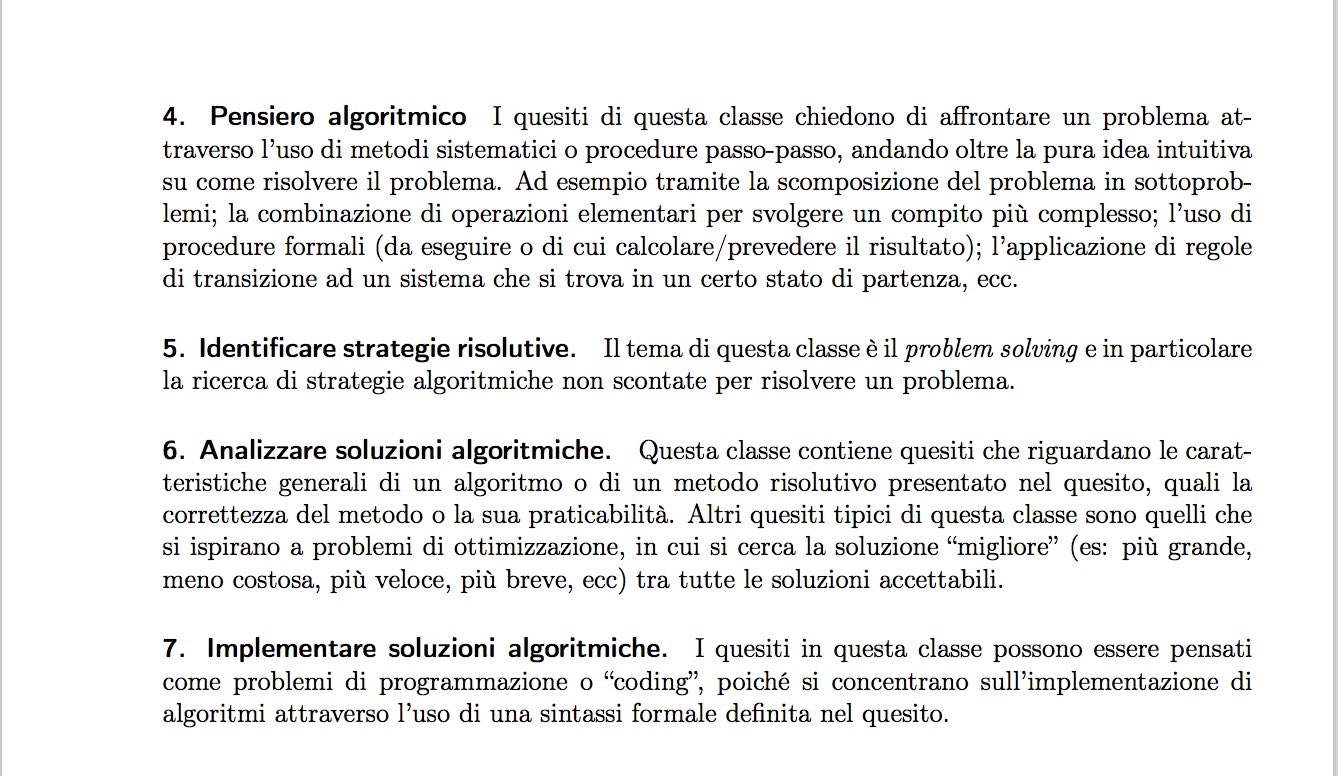 4. Pensiero algoritmico I quesiti di questa classe chiedono di affrontare un problema at-
traverso l'uso di metodi sistematici o procedure passo-passo, andando oltre la pura idea intuitiva
su come risolvere il problema. Ad esempio tramite la scomposizione del problema in sottoprob-
lemi; la combinazione di operazioni elementari per svolgere un compito più complesso; l'uso di
procedure formali (da eseguire o di cui calcolare/prevedere il risultato); l'applicazione di regole
di transizione ad un sistema che si trova in un certo stato di partenza, ecc.
5. Identificare strategie risolutive. Il tema di questa classe è il problem solving e in particolare
la ricerca di strategie algoritmiche non scontate per risolvere un problema.
6. Analizzare soluzioni algoritmiche. Questa classe contiene quesiti che riguardano le carat-
teristiche generali di un algoritmo o di un metodo risolutivo presentato nel quesito, quali la
correttezza del metodo o la sua praticabilità. Altri quesiti tipici di questa classe sono quelli che
si ispirano a problemi di ottimizzazione, in cui si cerca la soluzione “migliore” (es: più grande,
meno costosa, più veloce, più breve, ecc) tra tutte le soluzioni accettabili.
7. Implementare soluzioni algoritmiche. I quesiti in questa classe possono essere pensati
come problemi di programmazione o “coding”, poiché si concentrano sull'implementazione di
algoritmi attraverso l'uso di una sintassi formale definita nel quesito.